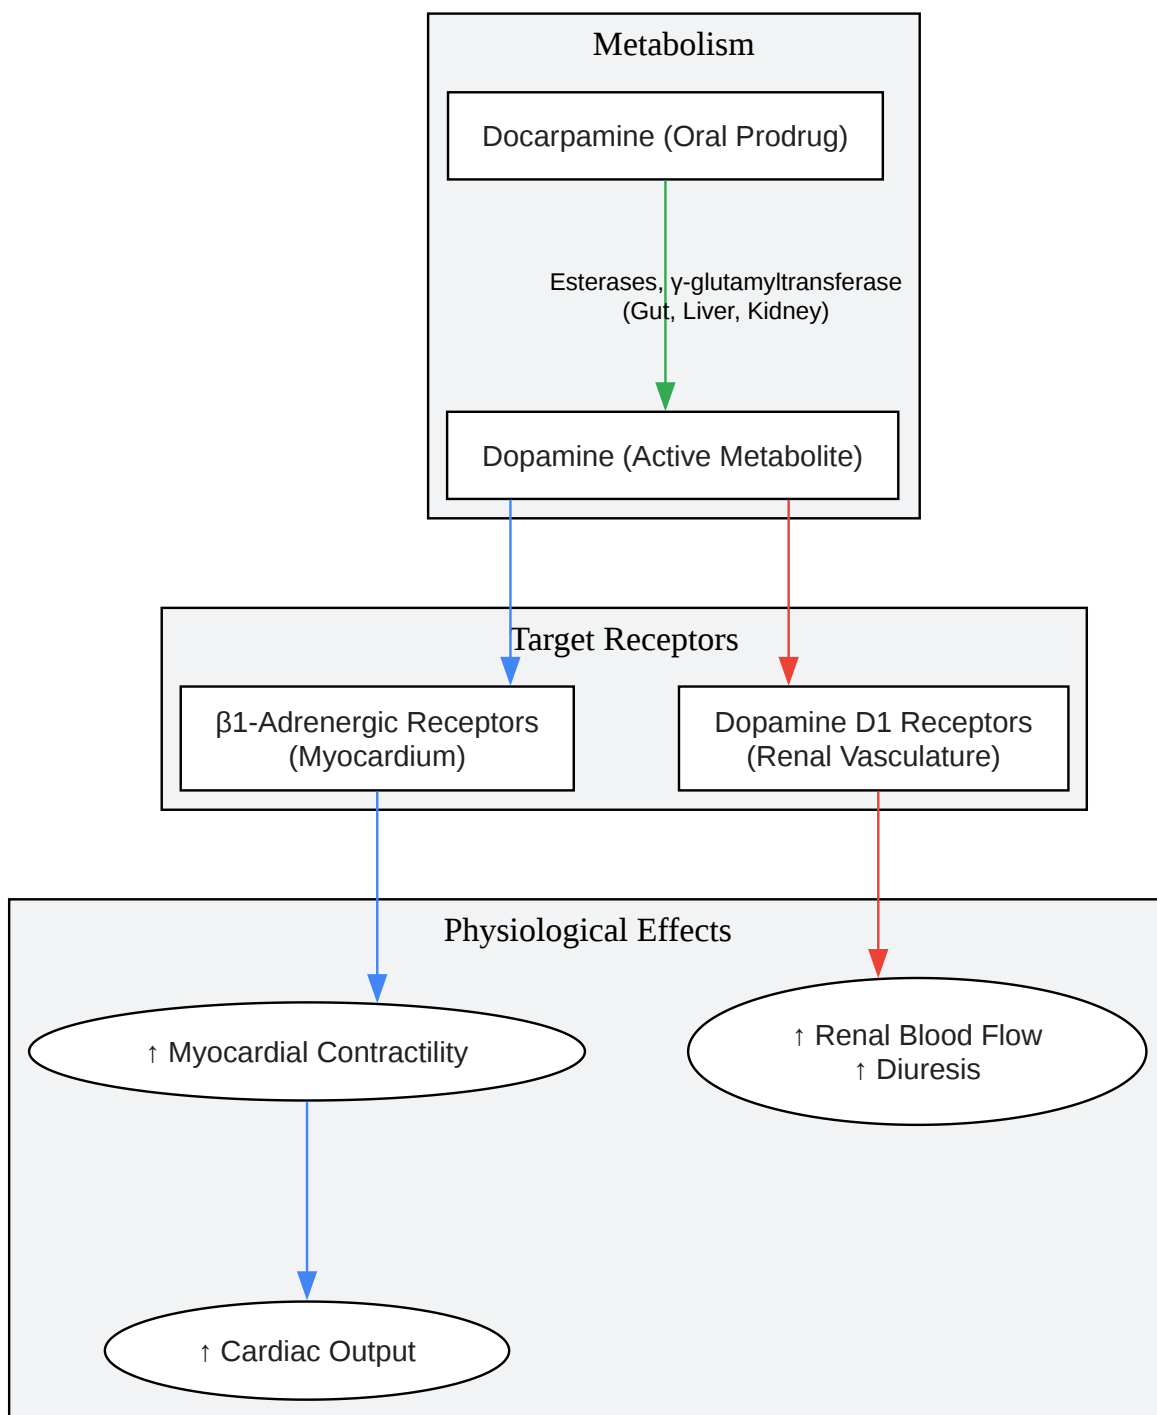 Metabolism
Docarpamine (Oral Prodrug)
Esterases, γ-glutamyltransferase
(Gut, Liver, Kidney)
Dopamine (Active Metabolite)
Target Receptors
β1-Adrenergic Receptors
(Myocardium)
Dopamine D1 Receptors
(Renal Vasculature)
Physiological Effects
↑ Myocardial Contractility
↑ Renal Blood Flow
↑ Diuresis
↑ Cardiac Output